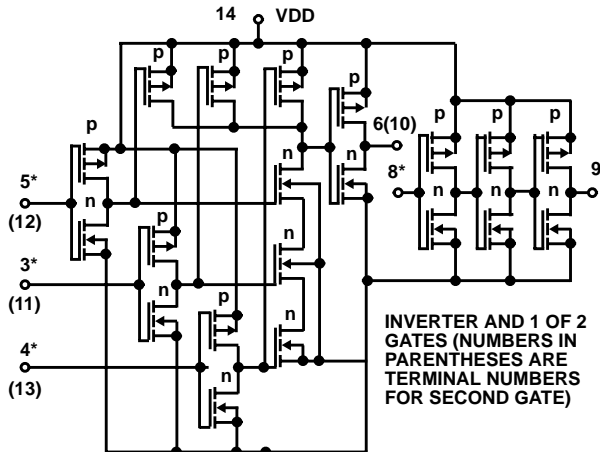 14 VDD
p p p
p
p
6(10)
n
n
8*
9
5*
n
(12)
p
n
3*
n
(11)
p
n
4*
n
(13)
INVERTER AND 1 OF 2
GATES (NUMBERS IN
PARENTHESES ARE
TERMINAL NUMBERS
FOR SECOND GATE)